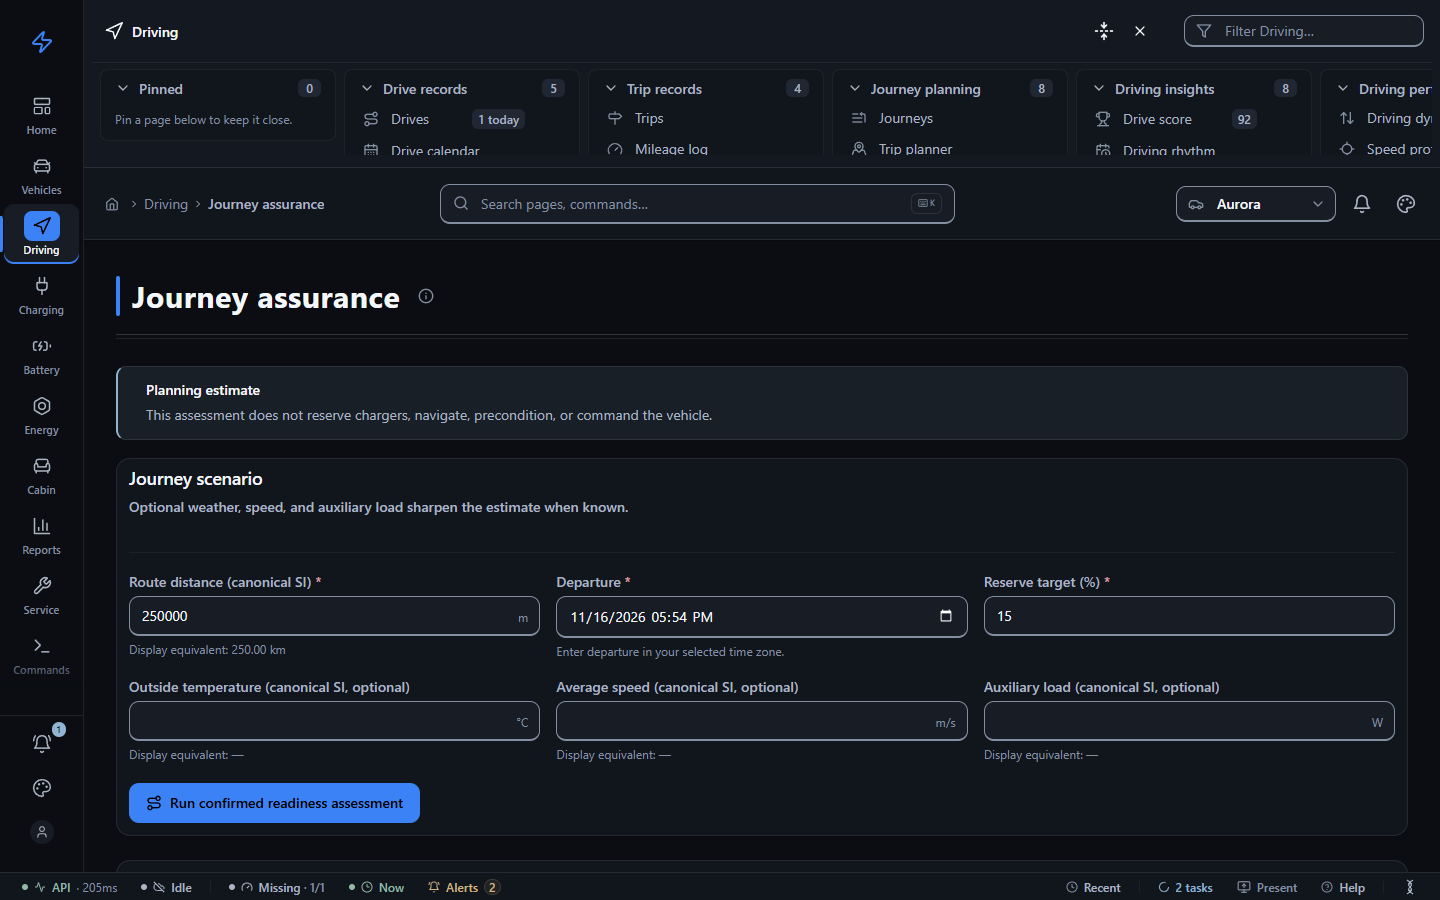 Driving
Filter Driving...
Pinned 0
Pin a page below to keep it close.
Drive records 5
Drives 1 today
Drive calendar
Trip records 4
Trips
Mileage log
Journey planning 8
Journeys
Trip planner
Driving insights 8
Drive score 92
Driving rhythm
Home
Vehicles
Driving
Charging
Battery
Energy
Cabin
Reports
Service
Commands
1
Driving
Journey assurance
Search pages, commands...
K
Aurora
Journey assurance
Planning estimate
This assessment does not reserve chargers, navigate, precondition, or command the vehicle.
Journey scenario
Optional weather, speed, and auxiliary load sharpen the estimate when known.
Route distance (canonical SI) *
250000 m
Display equivalent: 250.00 km
Departure *
11/16/2026 05:54 PM
Enter departure in your selected time zone.
Reserve target (%) *
15
Outside temperature (canonical SI, optional)
°C
Display equivalent: —
Average speed (canonical SI, optional)
m/s
Display equivalent: —
Auxiliary load (canonical SI, optional)
W
Display equivalent: —
Run confirmed readiness assessment
API · 205ms
Idle
Missing · 1/1
Now
Alerts 2
Recent
2 tasks
Present
Help